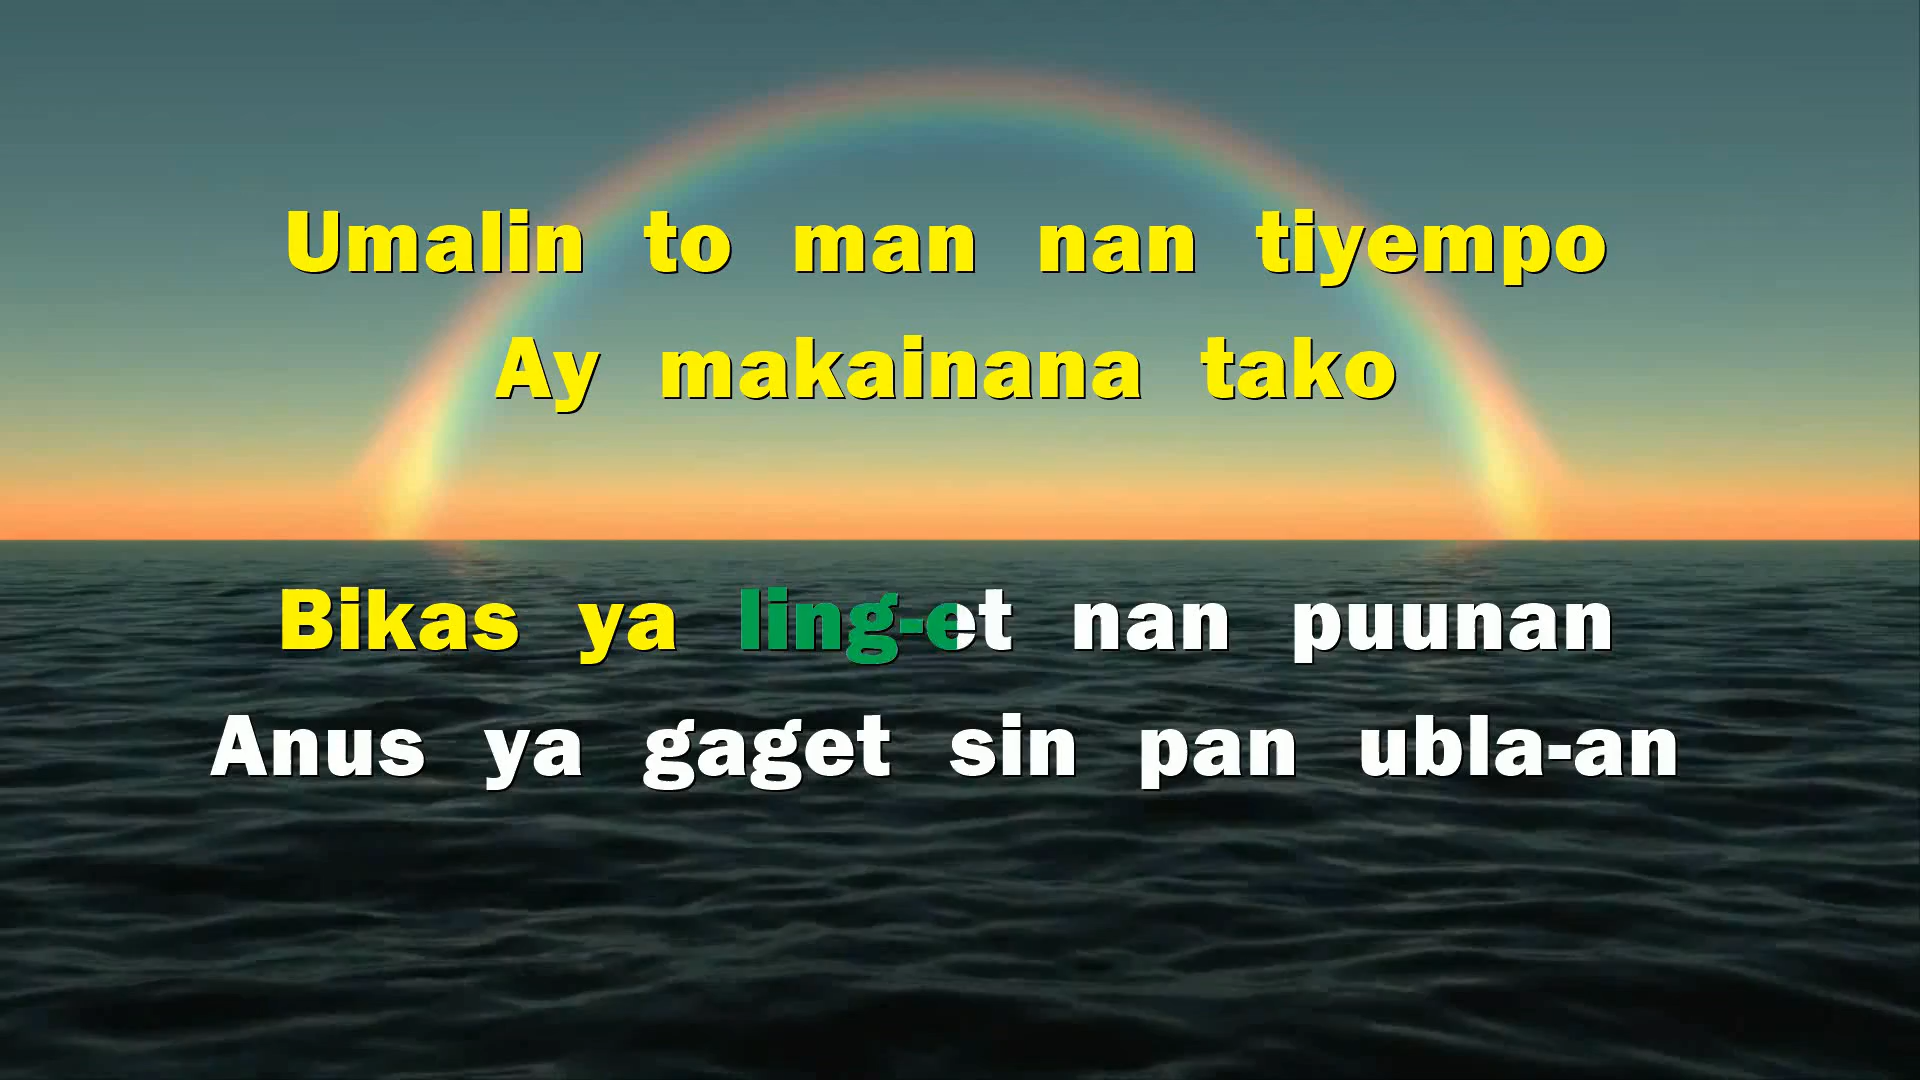 Umalin to man nan tiyempo
Ay makainana tako
Bikas ya ling-et nan puunan
Anus ya gaget sin pan ubla-an